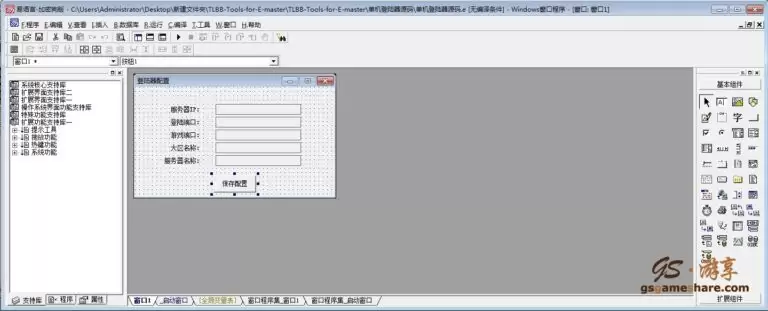 易语言·加密狗版 - C:\Users\Administrator\Desktop\新建文件夹\TLBB-Tools-for-E-master\TLBB-Tools-for-E-master\单机登陆器源码\单机登陆器源码.e [无编译条件] - Windows窗口程序 - [窗口: 窗口1]
F.程序 E.编辑 V.查看 I.插入 B.数据库 R.运行 C.编译 T.工具 W.窗口 H.帮助
窗口1
按钮1
系统核心支持库
扩展界面支持库二
扩展界面支持库一
操作系统界面功能支持库
特殊功能支持库
扩展功能支持库一
提示工具
拖放功能
热键功能
系统功能
登陆器配置
服务器IP:
登陆端口:
游戏端口:
大区名称:
服务器名称:
保存配置
基本组件
扩展组件
支持库 程序 属性
窗口1 _启动窗口 [全局变量表] 窗口程序集_窗口1 窗口程序集_启动窗口
GS·游享
gsgameshare.com